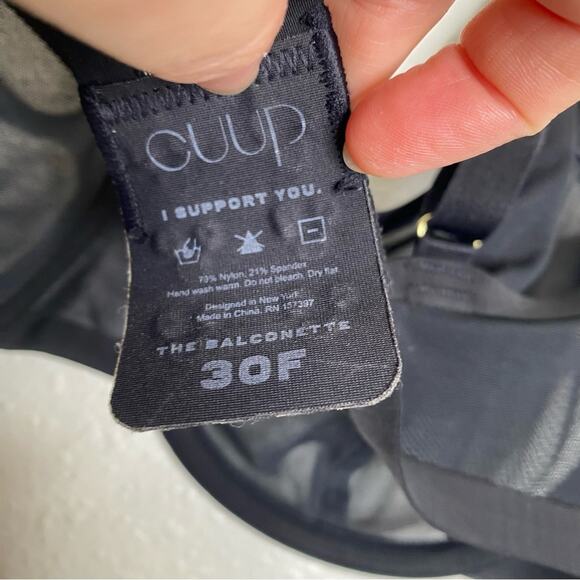 cuup
I SUPPORT YOU.
79% Nylon, 21% Spandex
Hand wash warm. Do not bleach. Dry flat.
Designed in New York
Made in China. RN 157397
THE BALCONETTE
30F